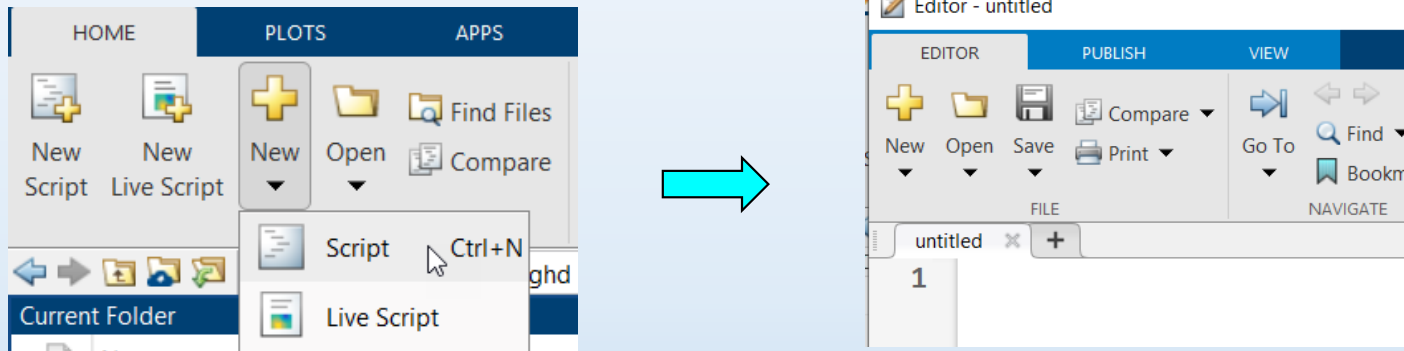 HOME PLOTS APPS
New Script
New Live Script
New
Open
Find Files
Compare
Script Ctrl+N
Live Script
ghd
Current Folder
Editor - untitled
EDITOR PUBLISH VIEW
New
Open
Save
Compare
Print
Go To
Find
Bookm
FILE NAVIGATE
untitled
1